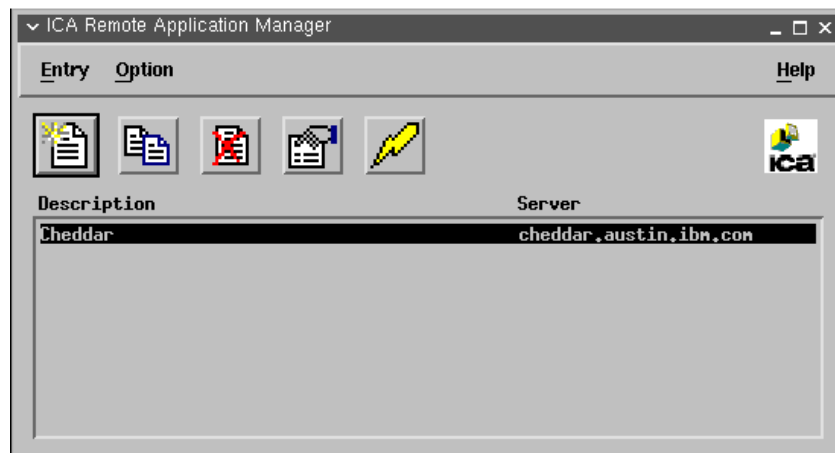 ICA Remote Application Manager
Entry Option Help
ica
Description Server
Cheddar cheddar.austin.ibm.com